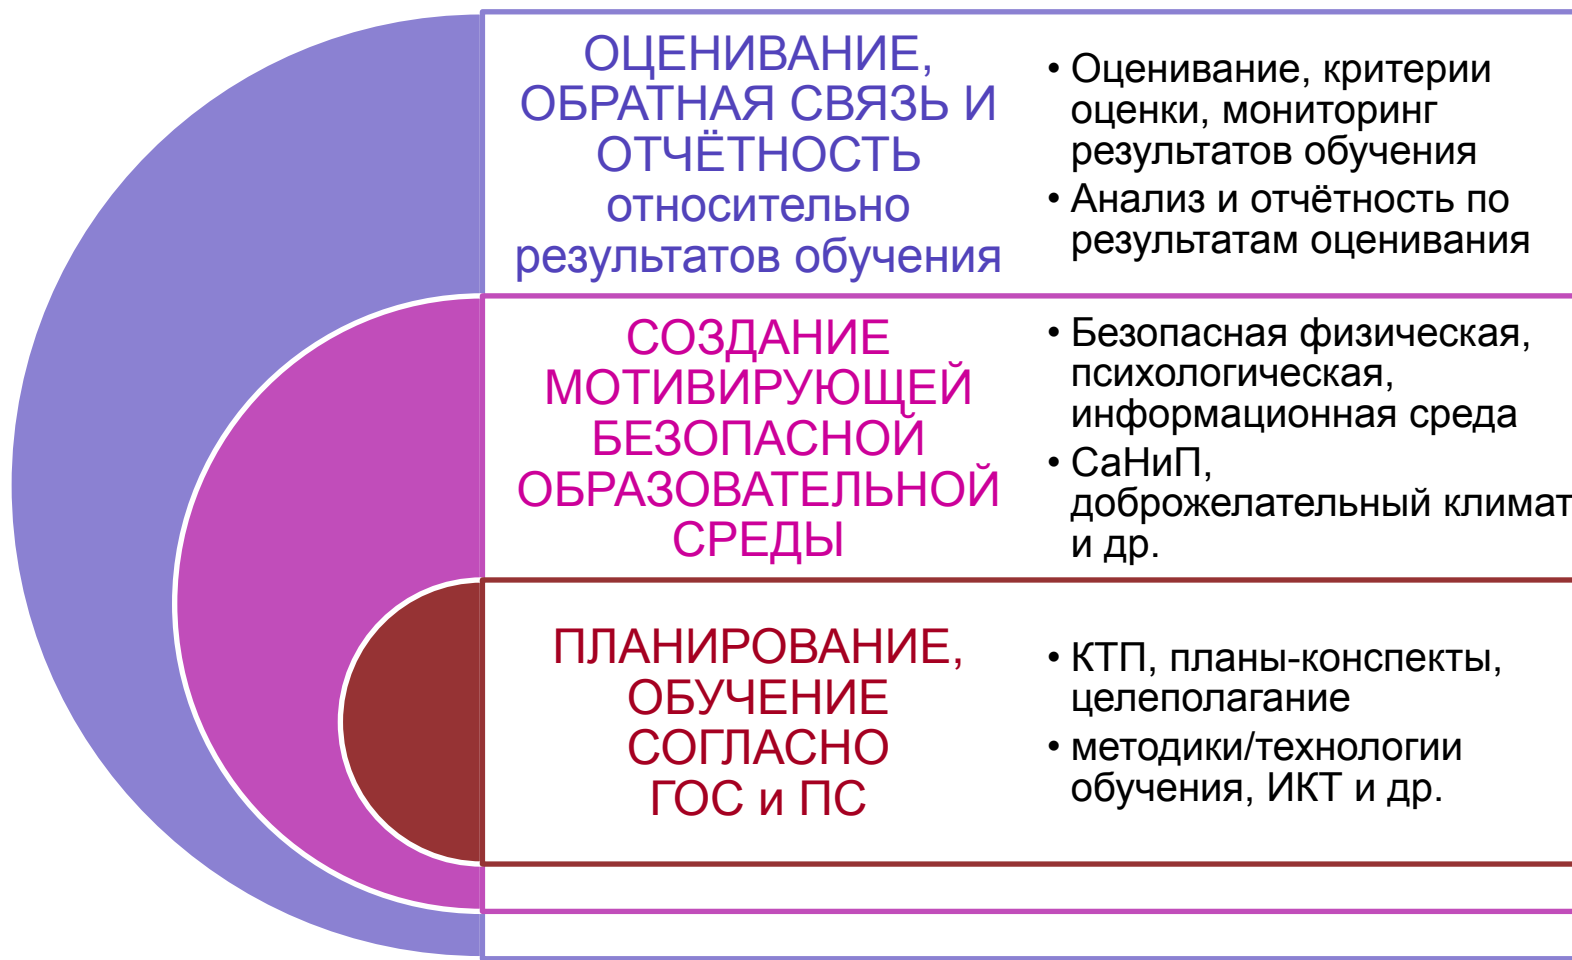 ОЦЕНИВАНИЕ,
ОБРАТНАЯ СВЯЗЬ И
ОТЧЁТНОСТЬ
относительно
результатов обучения
• Оценивание, критерии
оценки, мониторинг
результатов обучения
• Анализ и отчётность по
результатам оценивания
СОЗДАНИЕ
МОТИВИРУЮЩЕЙ
БЕЗОПАСНОЙ
ОБРАЗОВАТЕЛЬНОЙ
СРЕДЫ
• Безопасная физическая,
психологическая,
информационная среда
• СаНиП,
доброжелательный климат
и др.
ПЛАНИРОВАНИЕ,
ОБУЧЕНИЕ
СОГЛАСНО
ГОС и ПС
• КТП, планы-конспекты,
целеполагание
• методики/технологии
обучения, ИКТ и др.